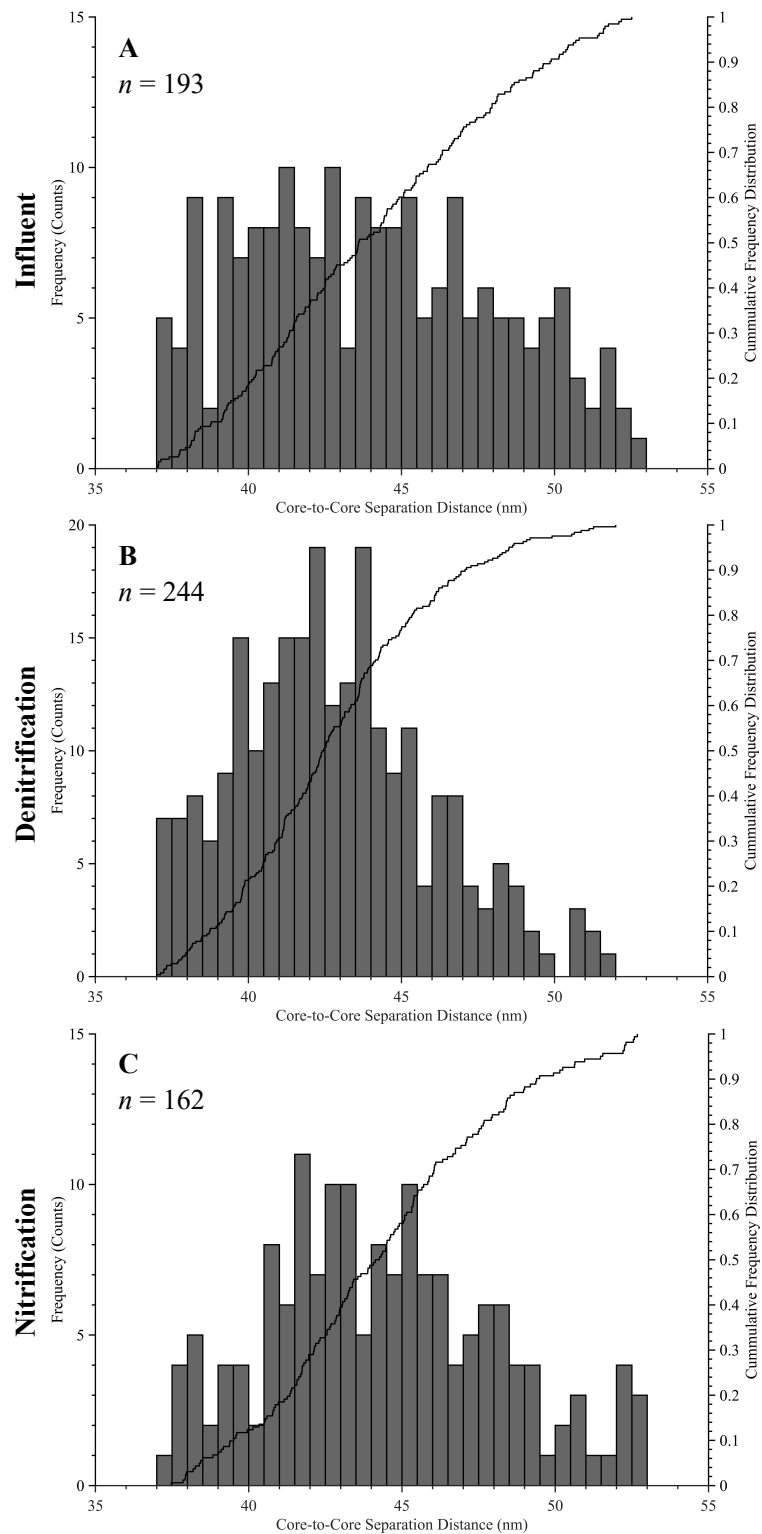 A
n = 193
Influent
Frequency (Counts)
15
10
5
0
1
0.9
0.8
0.7
0.6
0.5
0.4
0.3
0.2
0.1
0
Cummulative Frequency Distribution
35 40 45 50 55
Core-to-Core Separation Distance (nm)
B
n = 244
Denitrification
Frequency (Counts)
20
15
10
5
0
1
0.9
0.8
0.7
0.6
0.5
0.4
0.3
0.2
0.1
0
Cummulative Frequency Distribution
35 40 45 50 55
Core-to-Core Separation Distance (nm)
C
n = 162
Nitrification
Frequency (Counts)
15
10
5
0
1
0.9
0.8
0.7
0.6
0.5
0.4
0.3
0.2
0.1
0
Cummulative Frequency Distribution
35 40 45 50 55
Core-to-Core Separation Distance (nm)